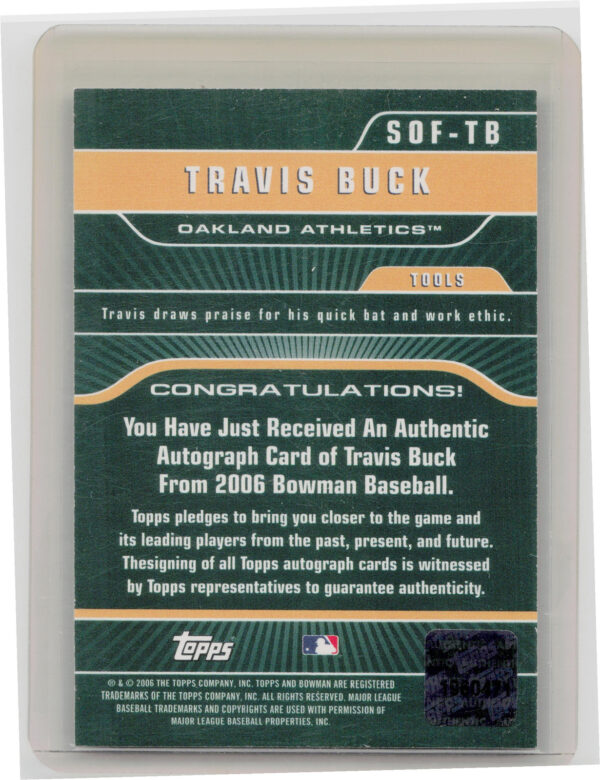 SOF-TB
TRAVIS BUCK
OAKLAND ATHLETICS™
TOOLS
Travis draws praise for his quick bat and work ethic.
CONGRATULATIONS!
You Have Just Received An Authentic
Autograph Card of Travis Buck
From 2006 Bowman Baseball.
Topps pledges to bring you closer to the game and
its leading players from the past, present, and future.
Thesigning of all Topps autograph cards is witnessed
by Topps representatives to guarantee authenticity.
topps
® & © 2006 THE TOPPS COMPANY, INC. TOPPS AND BOWMAN ARE REGISTERED
TRADEMARKS OF THE TOPPS COMPANY, INC. ALL RIGHTS RESERVED. MAJOR LEAGUE
BASEBALL TRADEMARKS AND COPYRIGHTS ARE USED WITH PERMISSION OF
MAJOR LEAGUE BASEBALL PROPERTIES, INC.